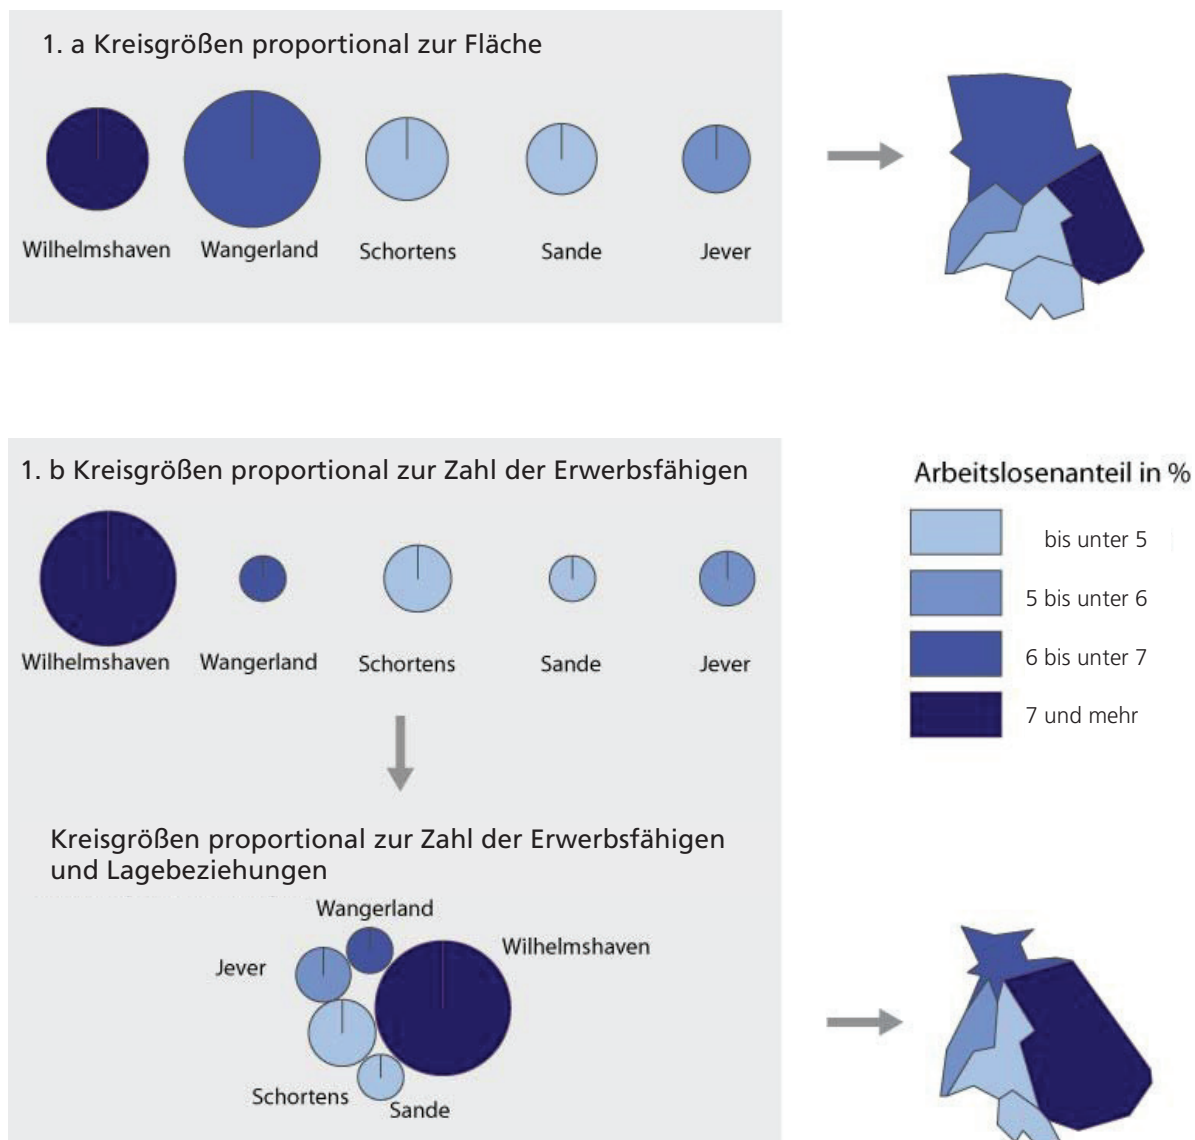 1. a Kreisgrößen proportional zur Fläche
Wilhelmshaven
Wangerland
Schortens
Sande
Jever
1. b Kreisgrößen proportional zur Zahl der Erwerbsfähigen
Wilhelmshaven
Wangerland
Schortens
Sande
Jever
Arbeitslosenanteil in %
bis unter 5
5 bis unter 6
6 bis unter 7
7 und mehr
Kreisgrößen proportional zur Zahl der Erwerbsfähigen
und Lagebeziehungen
Wangerland
Wilhelmshaven
Jever
Schortens
Sande